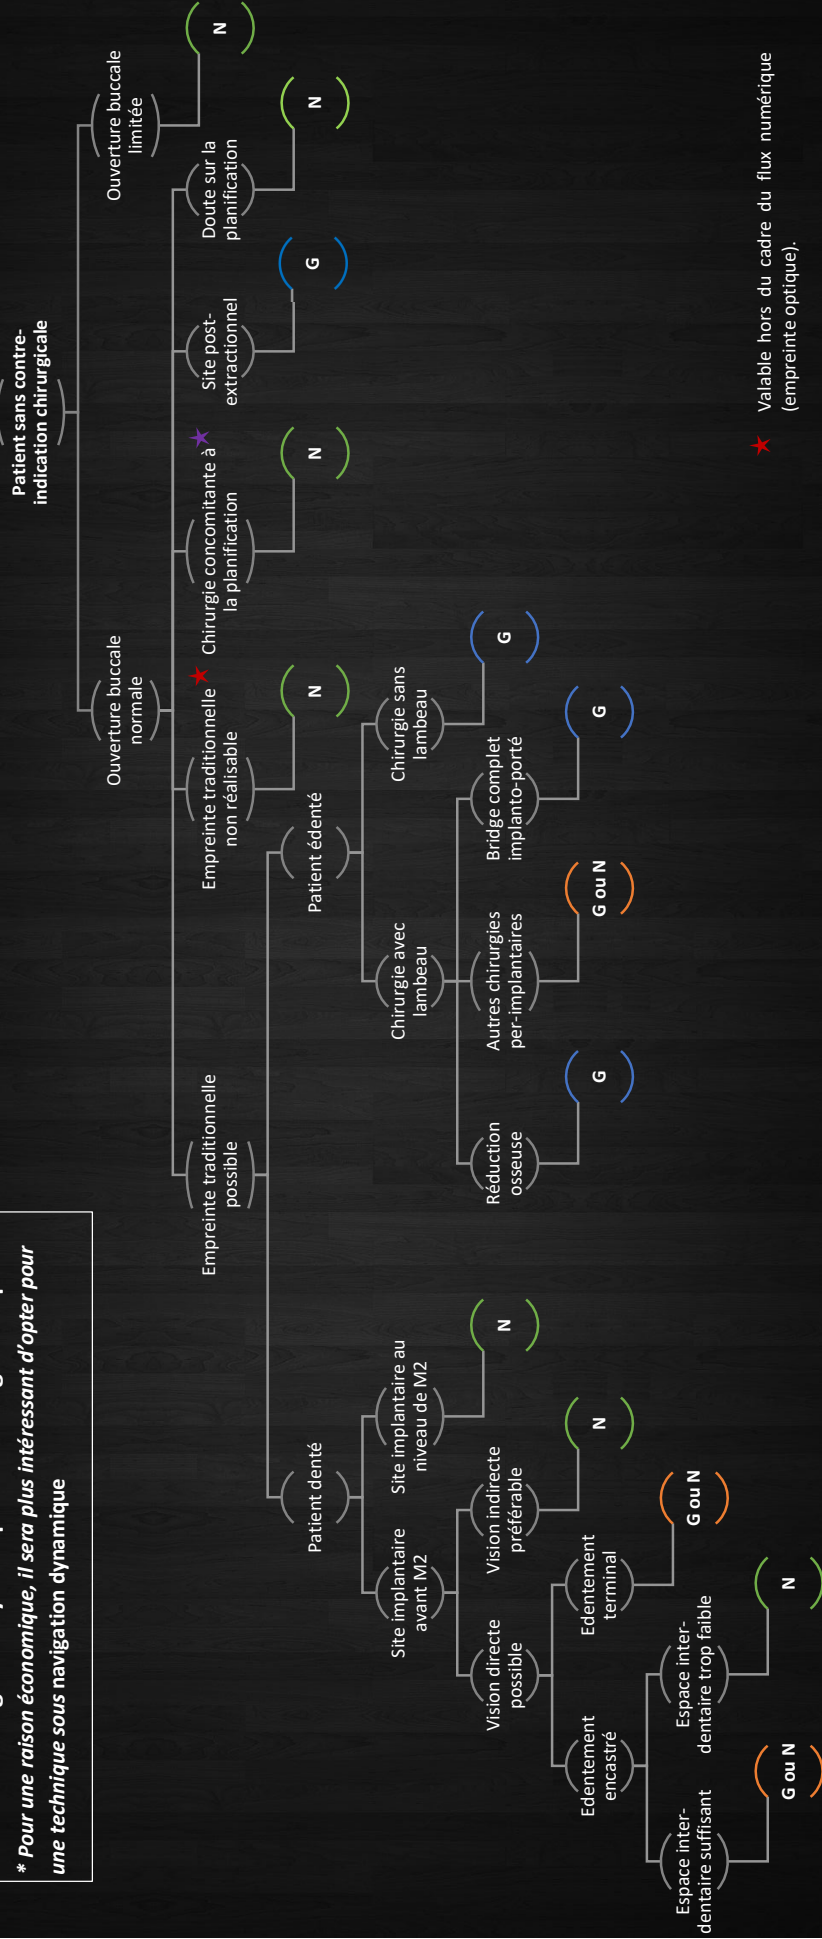 * Pour une raison économique, il sera plus intéressant d'opter pour
une technique sous navigation dynamique
Patient sans contre-
indication chirurgicale
Ouverture buccale
normale
Ouverture buccale
limitée
N
Empreinte traditionnelle
possible
Empreinte traditionnelle
non réalisable
N
Chirurgie concomitante à
la planification
N
Site post-
extractionnel
G
Doute sur la
planification
N
Patient denté
Patient édenté
Site implantaire
avant M2
Site implantaire au
niveau de M2
N
Chirurgie avec
lambeau
Chirurgie sans
lambeau
G
Vision directe
possible
Vision indirecte
préférable
N
Réduction
osseuse
G
Autres chirurgies
per-implantaires
G ou N
Bridge complet
implanto-porté
G
Edentement
encastré
Edentement
terminal
G ou N
Espace inter-
dentaire suffisant
G ou N
Espace inter-
dentaire trop faible
N
Valable hors du cadre du flux numérique
(empreinte optique).